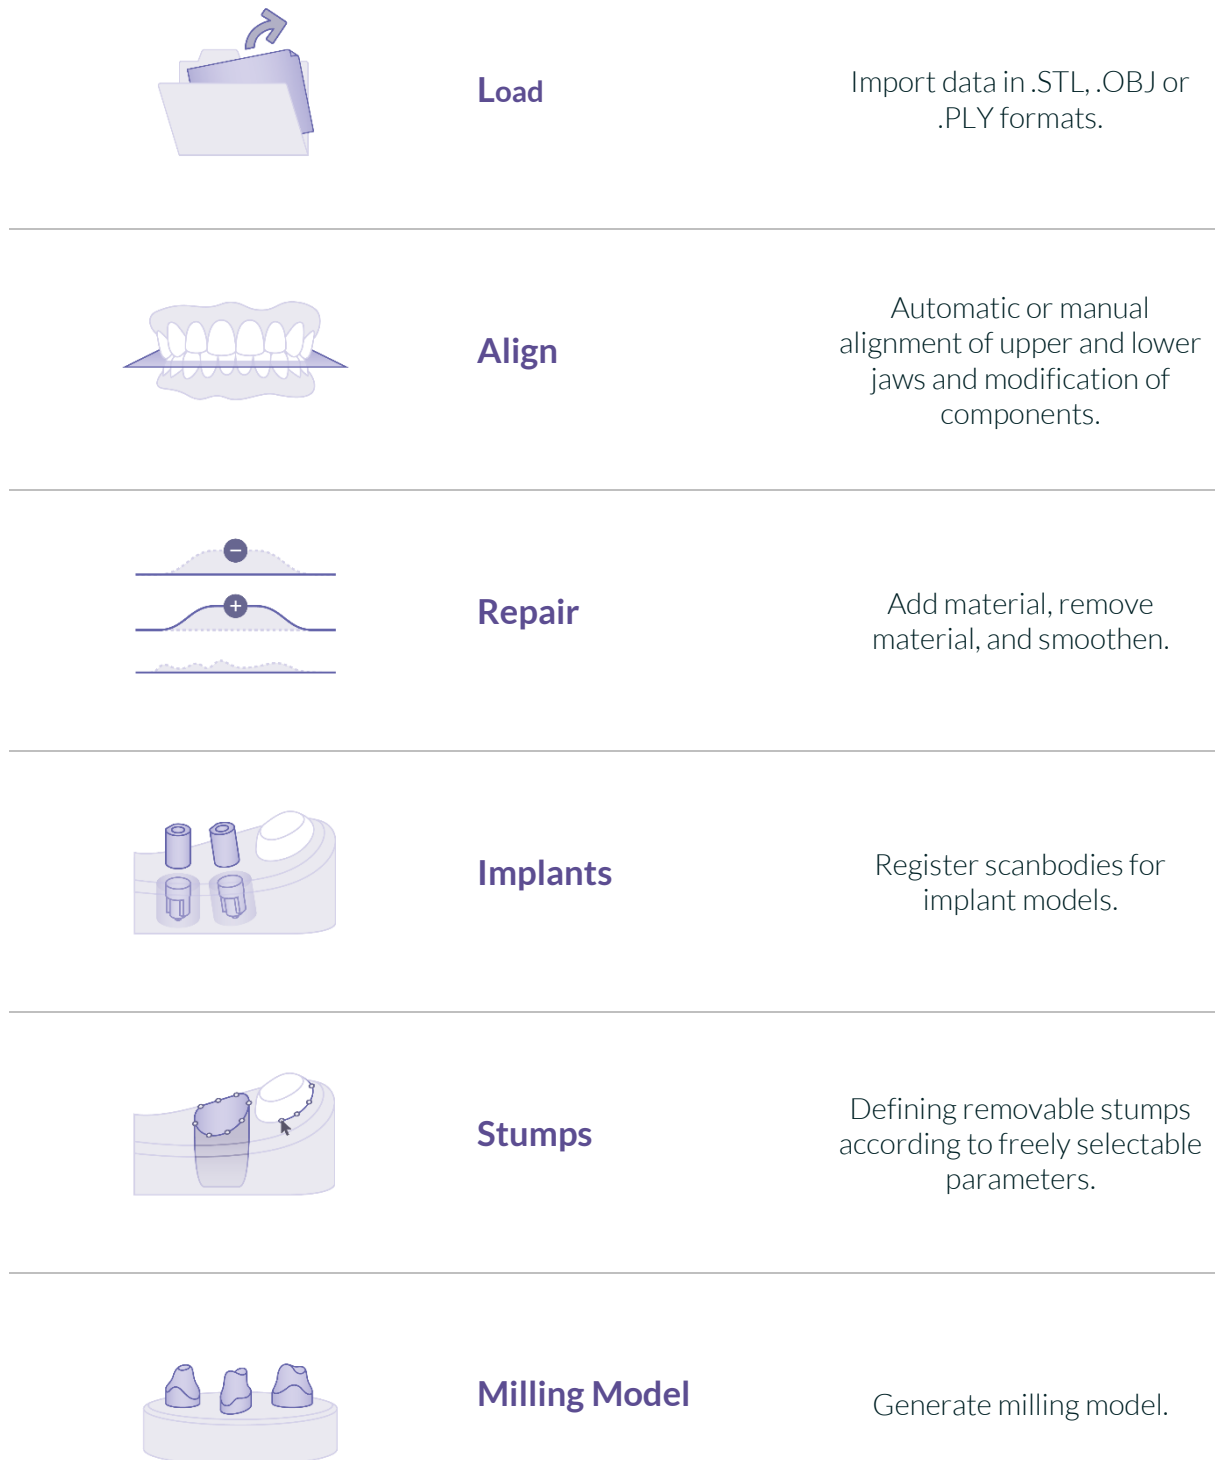 Load
Import data in .STL, .OBJ or
.PLY formats.
Align
Automatic or manual
alignment of upper and lower
jaws and modification of
components.
Repair
Add material, remove
material, and smoothen.
Implants
Register scanbodies for
implant models.
Stumps
Defining removable stumps
according to freely selectable
parameters.
Milling Model
Generate milling model.